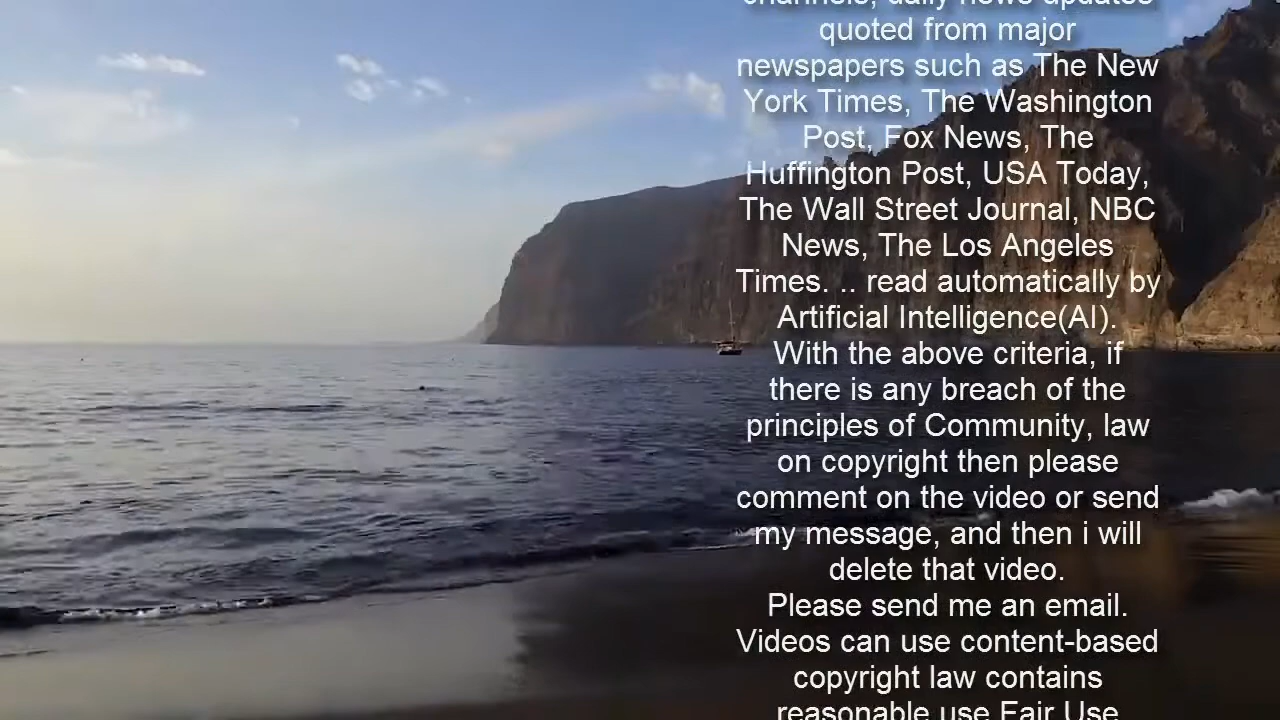 channels, daily news updates
quoted from major
newspapers such as The New
York Times, The Washington
Post, Fox News, The
Huffington Post, USA Today,
The Wall Street Journal, NBC
News, The Los Angeles
Times. .. read automatically by
Artificial Intelligence(AI).
With the above criteria, if
there is any breach of the
principles of Community, law
on copyright then please
comment on the video or send
my message, and then i will
delete that video.
Please send me an email.
Videos can use content-based
copyright law contains
reasonable use Fair Use